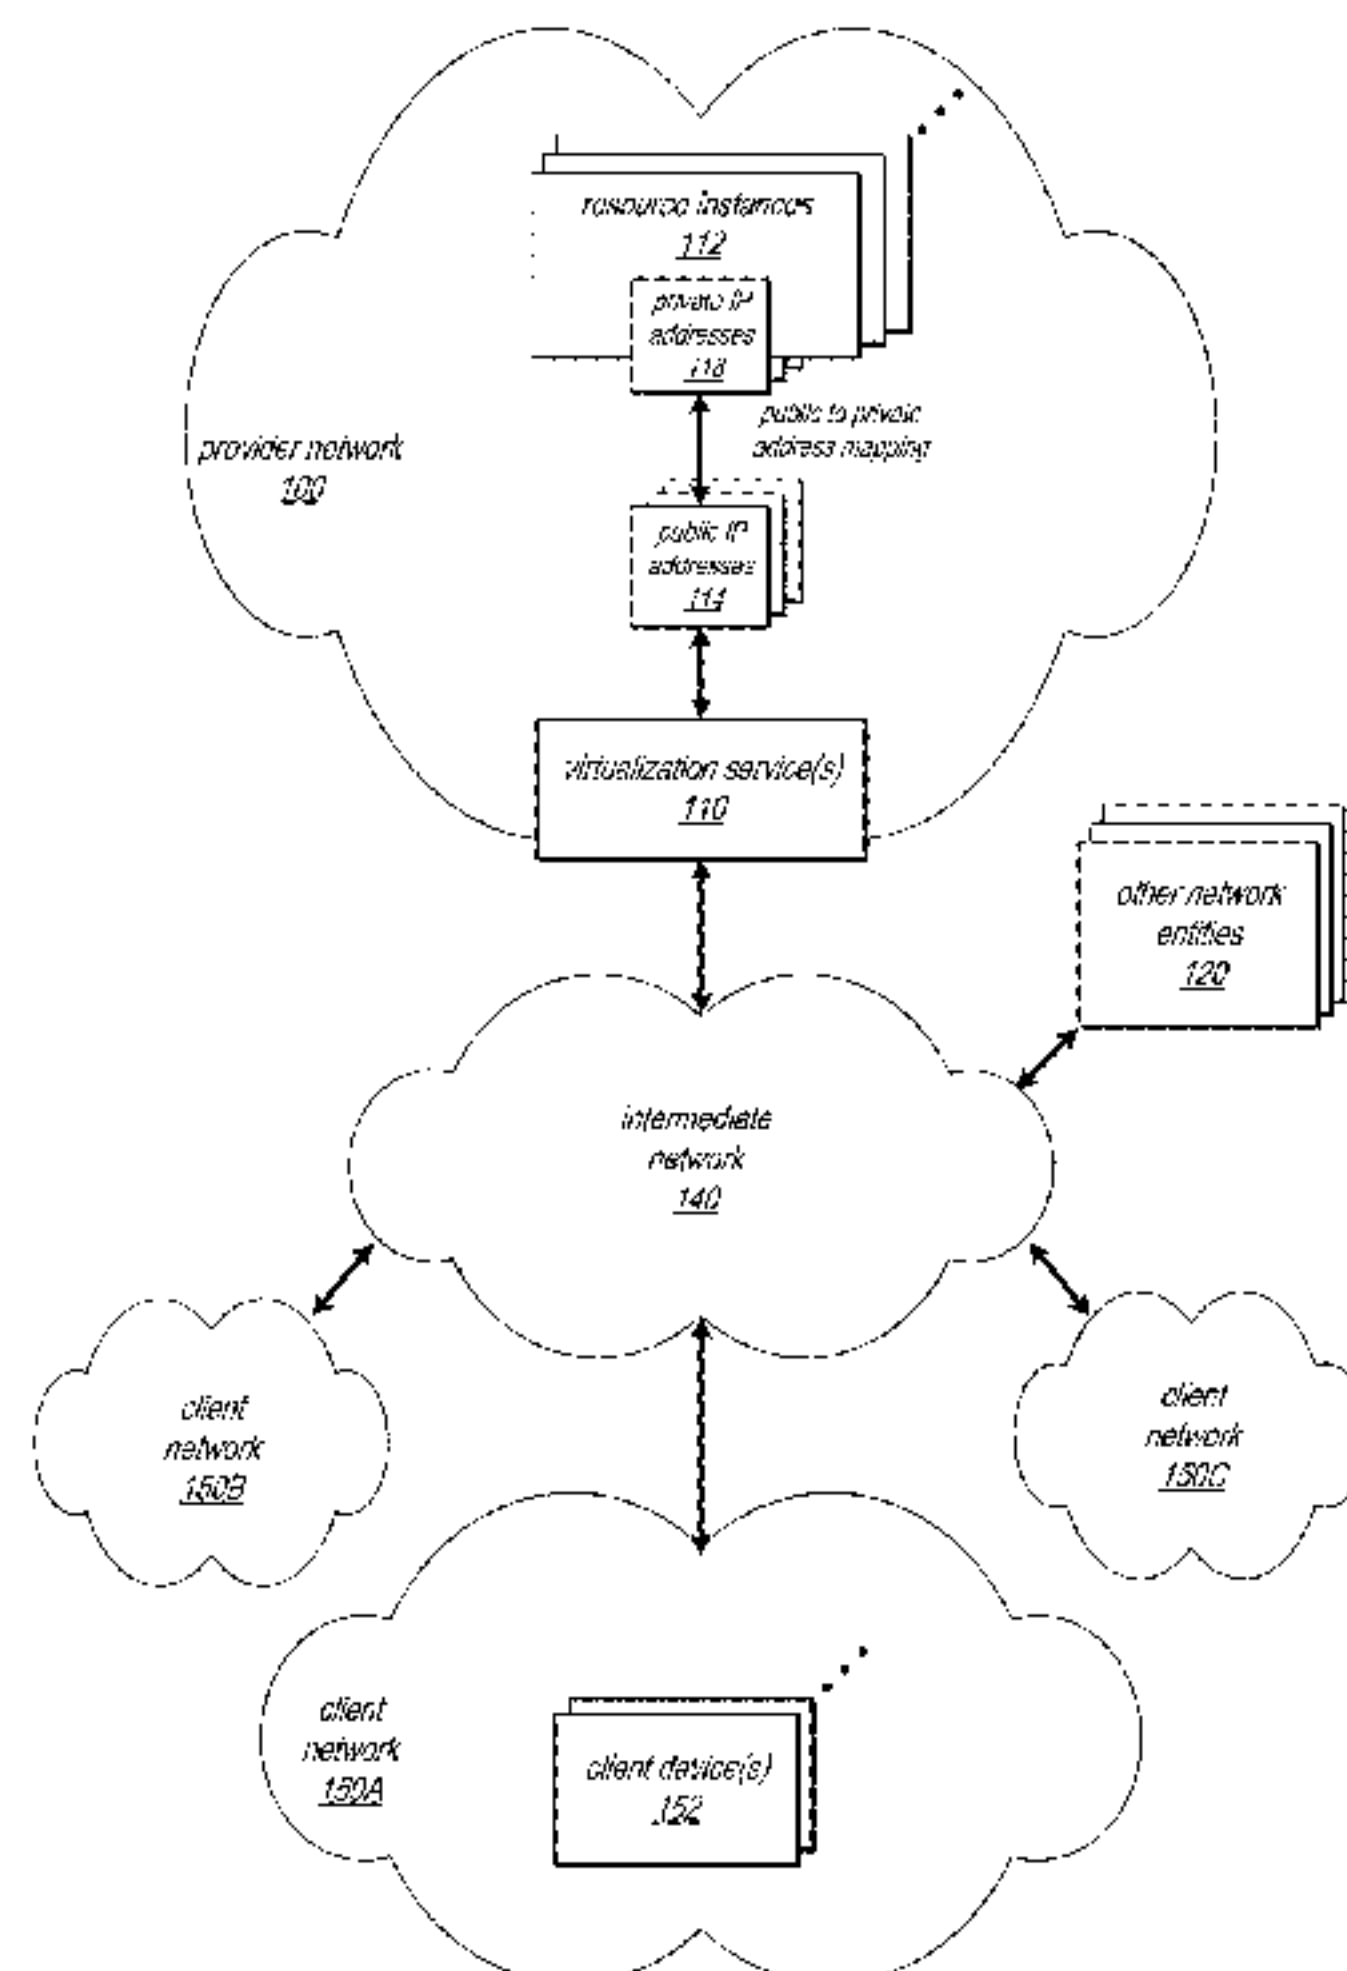 resource instances
112
private IP
addresses
118
public to private
address mapping
provider network
100
public IP
addresses
114
virtualization service(s)
110
other network
entities
120
intermediate
network
140
client
network
150B
client
network
150C
client
network
150A
client device(s)
152